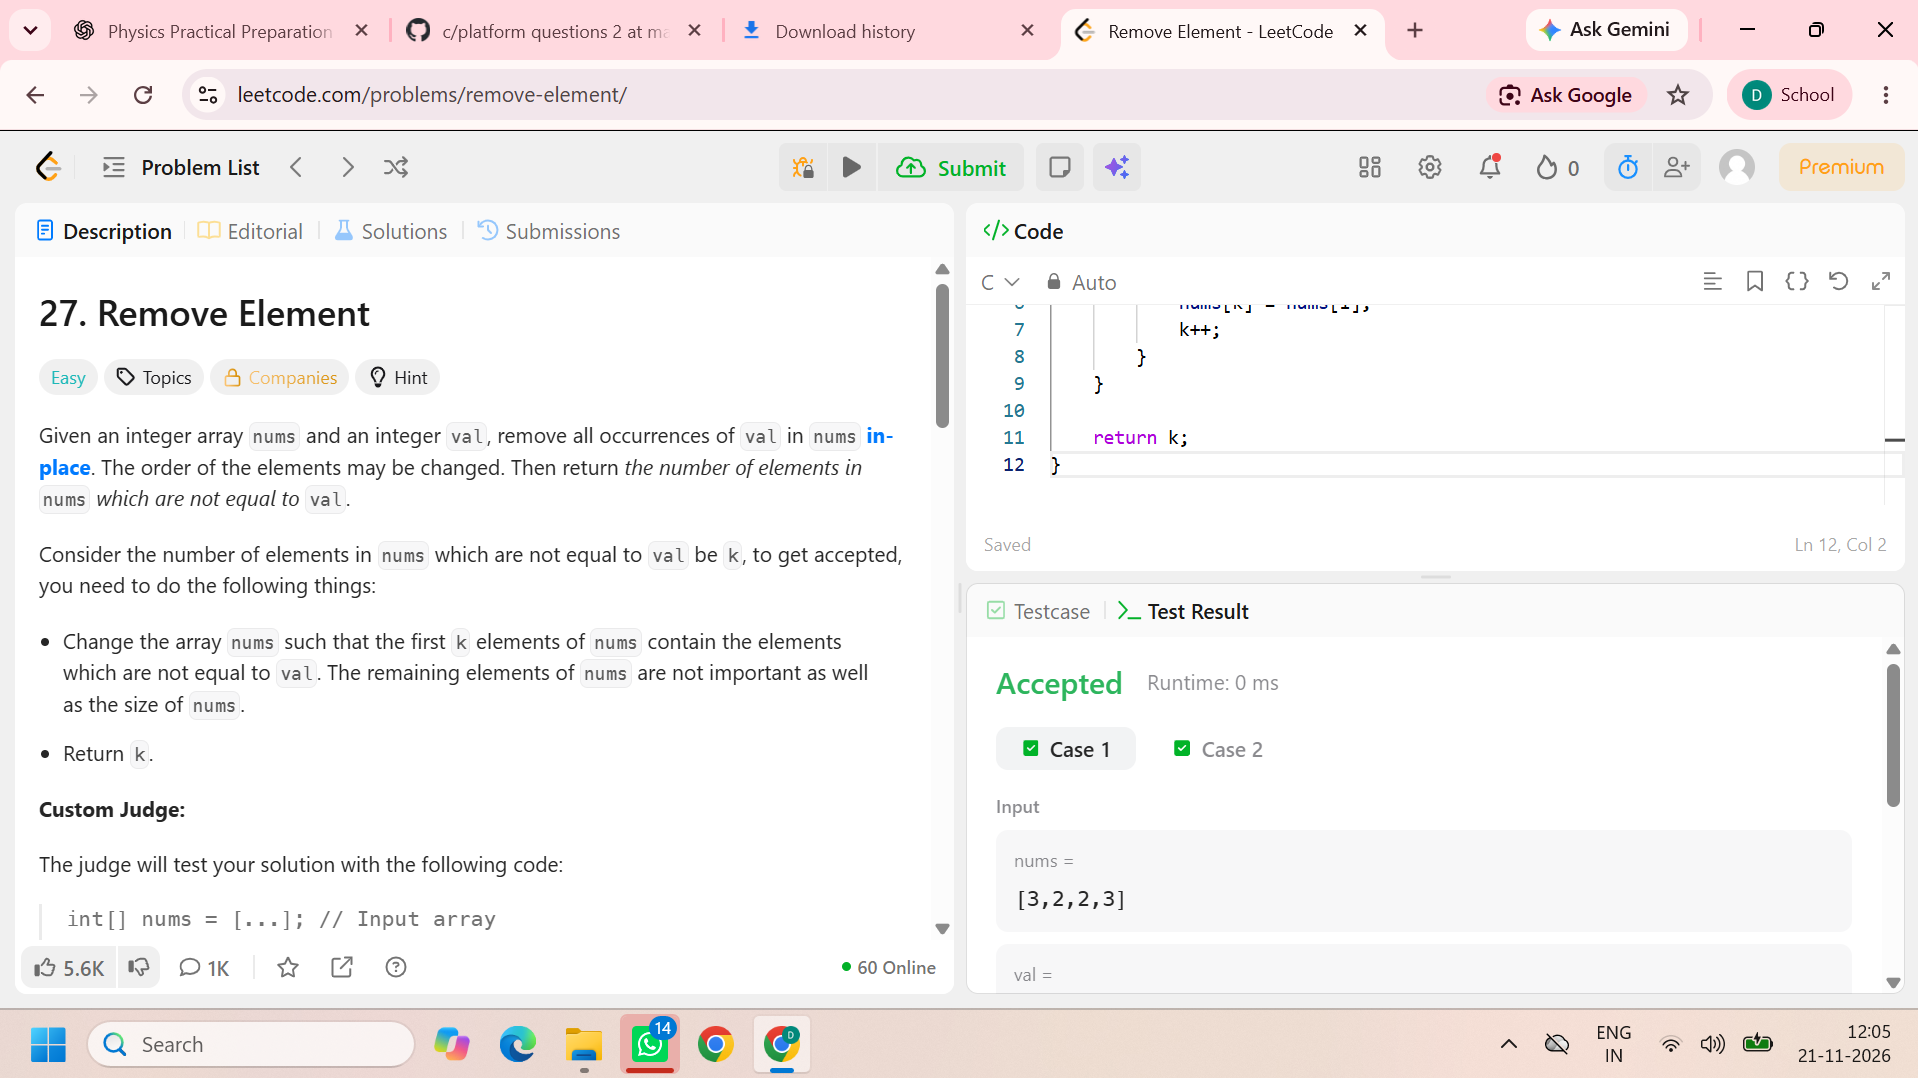 Physics Practical Preparation
c/platform questions 2 at ma
Download history
Remove Element - LeetCode
Ask Gemini
leetcode.com/problems/remove-element/
Ask Google
D School
Problem List
Submit
0
Premium
Description
Editorial
Solutions
Submissions
27. Remove Element
Easy
Topics
Companies
Hint
Given an integer array nums and an integer val, remove all occurrences of val in nums in-
place. The order of the elements may be changed. Then return the number of elements in
nums which are not equal to val.
Consider the number of elements in nums which are not equal to val be k, to get accepted,
you need to do the following things:
• Change the array nums such that the first k elements of nums contain the elements
which are not equal to val. The remaining elements of nums are not important as well
as the size of nums.
• Return k.
Custom Judge:
The judge will test your solution with the following code:
int[] nums = [...]; // Input array
5.6K
1K
60 Online
</> Code
C
Auto
6 nums[k] = nums[i];
7 k++;
8 }
9 }
10
11 return k;
12 }
Saved
Ln 12, Col 2
Testcase
Test Result
Accepted
Runtime: 0 ms
Case 1
Case 2
Input
nums =
[3,2,2,3]
val =
Search
14
D
ENG
IN
12:05
21-11-2026